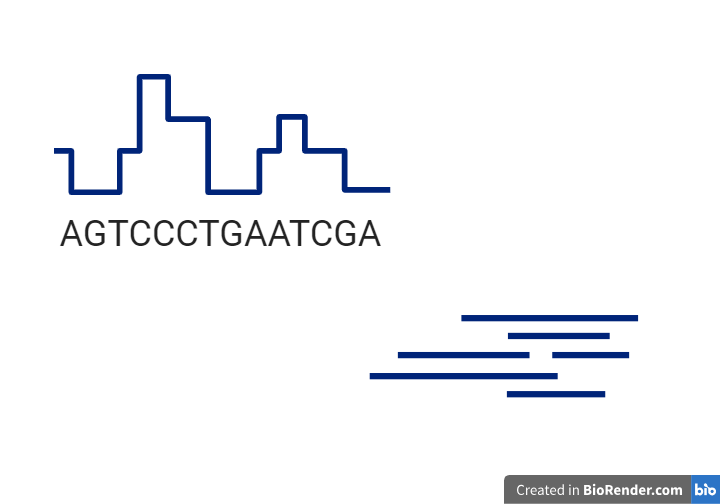 AGTCCCTGAATCGA
Created in BioRender.com bio